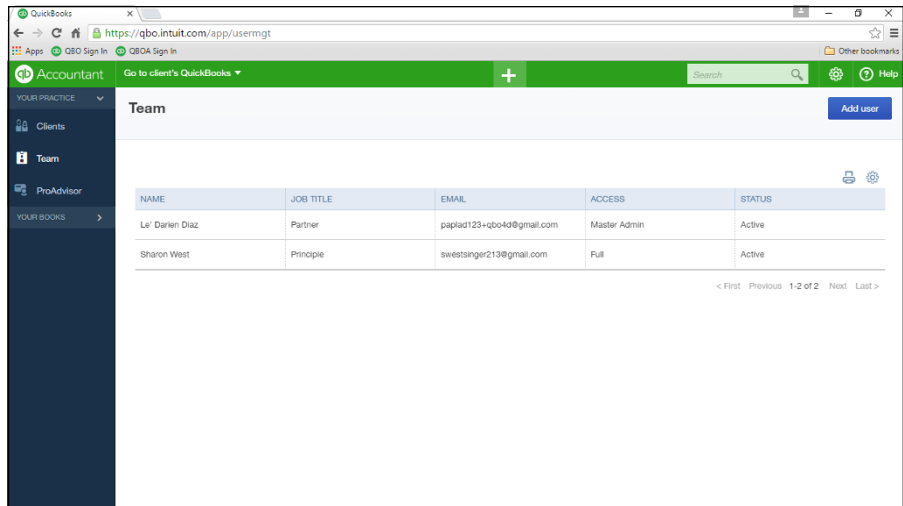 QuickBooks
https://qbo.intuit.com/app/usermgt
Apps QBO Sign In QBOA Sign In Other bookmarks
qb Accountant Go to client's QuickBooks Search Help
YOUR PRACTICE
Team Add user
Clients
Team
ProAdvisor
YOUR BOOKS
NAME JOB TITLE EMAIL ACCESS STATUS
Le' Darien Diaz Partner paplad123+qbo4d@gmail.com Master Admin Active
Sharon West Principle swestsinger213@gmail.com Full Active
< First Previous 1-2 of 2 Next Last >